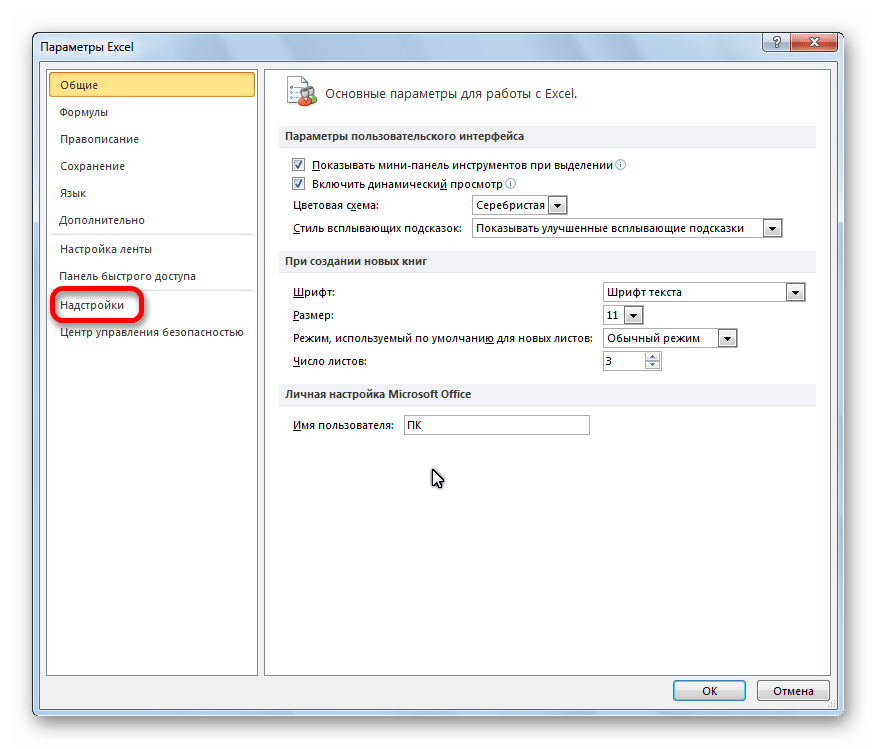 Параметры Excel
Общие
Формулы
Правописание
Сохранение
Язык
Дополнительно
Настройка ленты
Панель быстрого доступа
Надстройки
Центр управления безопасностью
Основные параметры для работы с Excel.
Параметры пользовательского интерфейса
Показывать мини-панель инструментов при выделении
Включить динамический просмотр
Цветовая схема: Серебристая
Стиль всплывающих подсказок: Показывать улучшенные всплывающие подсказки
При создании новых книг
Шрифт: Шрифт текста
Размер: 11
Режим, используемый по умолчанию для новых листов: Обычный режим
Число листов: 3
Личная настройка Microsoft Office
Имя пользователя: ПК
ОК Отмена